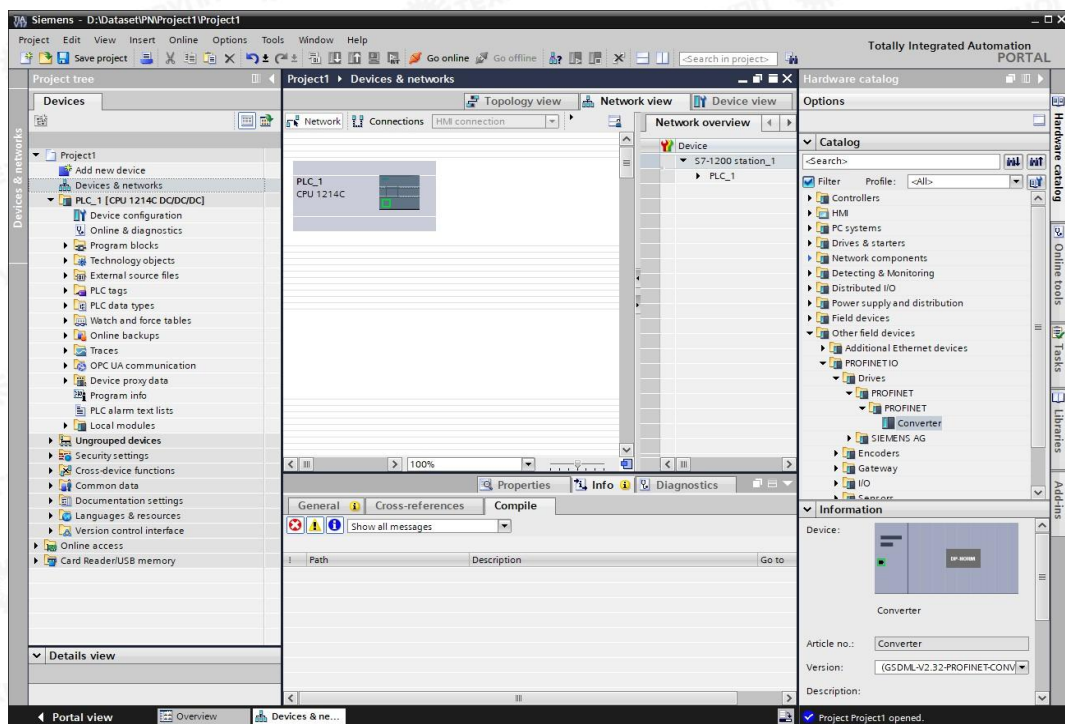 Siemens - D:\Dataset\PN\Project1\Project1
Project Edit View Insert Online Options Tools Window Help
Totally Integrated Automation
PORTAL
Save project
Go online
Go offline
<Search in project>
Devices & networks
Project tree
Devices
Project1
Add new device
Devices & networks
PLC_1 [CPU 1214C DC/DC/DC]
Device configuration
Online & diagnostics
Program blocks
Technology objects
External source files
PLC tags
PLC data types
Watch and force tables
Online backups
Traces
OPC UA communication
Device proxy data
Program info
PLC alarm text lists
Local modules
Ungrouped devices
Security settings
Cross-device functions
Common data
Documentation settings
Languages & resources
Version control interface
Online access
Card Reader/USB memory
Details view
Project1 Devices & networks
Topology view Network view Device view
Network Connections HMI connection
PLC_1
CPU 1214C
100%
Network overview
Device
S7-1200 station_1
PLC_1
Properties Info Diagnostics
General Cross-references Compile
Show all messages
! Path Description Go to
Hardware catalog
Options
Catalog
<Search>
Filter Profile: <All>
Controllers
HMI
PC systems
Drives & starters
Network components
Detecting & Monitoring
Distributed I/O
Power supply and distribution
Field devices
Other field devices
Additional Ethernet devices
PROFINET IO
Drives
PROFINET
PROFINET
Converter
SIEMENS AG
Encoders
Gateway
I/O
Sensors
Information
Device:
DP-NORM
Converter
Article no.: Converter
Version: (GSDML-V2.32-PROFINET-CONV
Description:
Hardware catalog
Online tools
Tasks
Libraries
Add-ins
Portal view
Overview
Devices & ne...
Project Project1 opened.